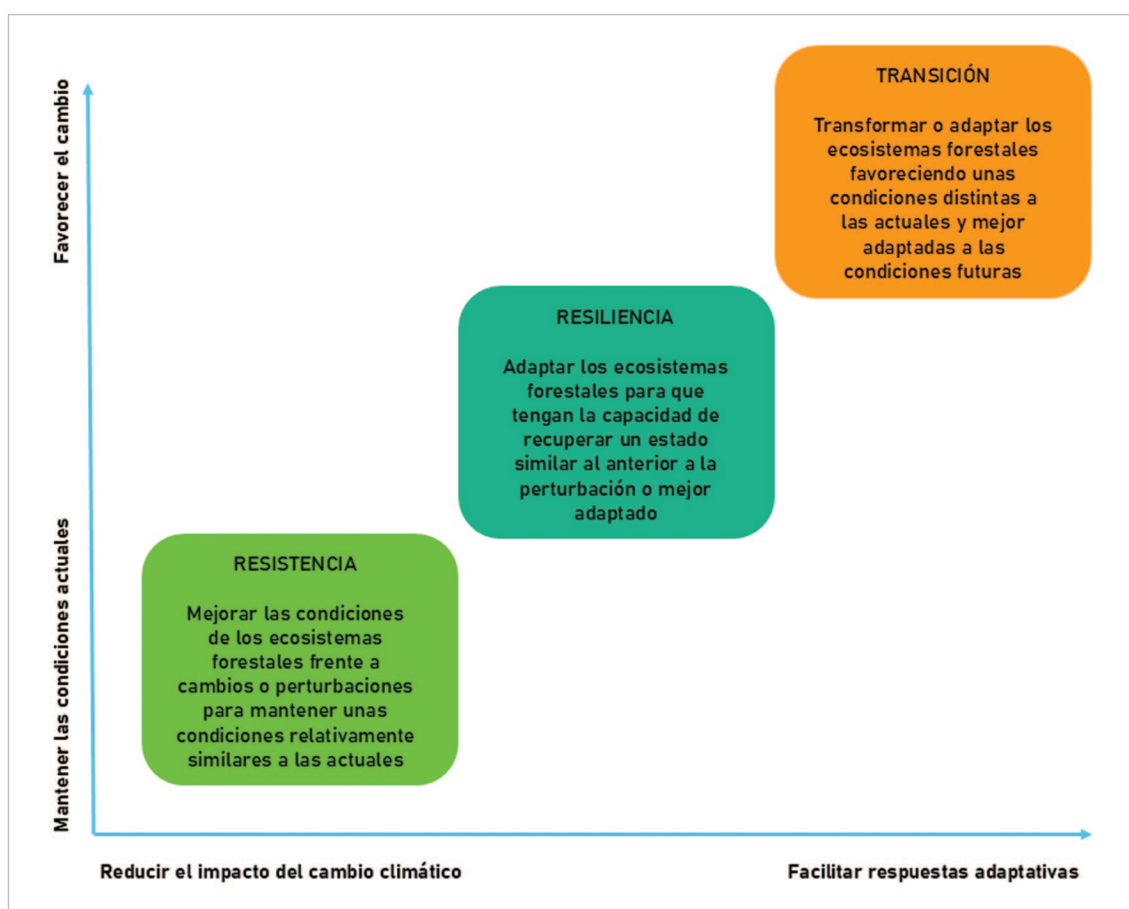 Favorecer el cambio
Mantener las condiciones actuales
TRANSICIÓN
Transformar o adaptar los
ecosistemas forestales
favoreciendo unas
condiciones distintas a
las actuales y mejor
adaptadas a las
condiciones futuras
RESILIENCIA
Adaptar los ecosistemas
forestales para que
tengan la capacidad de
recuperar un estado
similar al anterior a la
perturbación o mejor
adaptado
RESISTENCIA
Mejorar las condiciones
de los ecosistemas
forestales frente a
cambios o perturbaciones
para mantener unas
condiciones relativamente
similares a las actuales
Reducir el impacto del cambio climático
Facilitar respuestas adaptativas